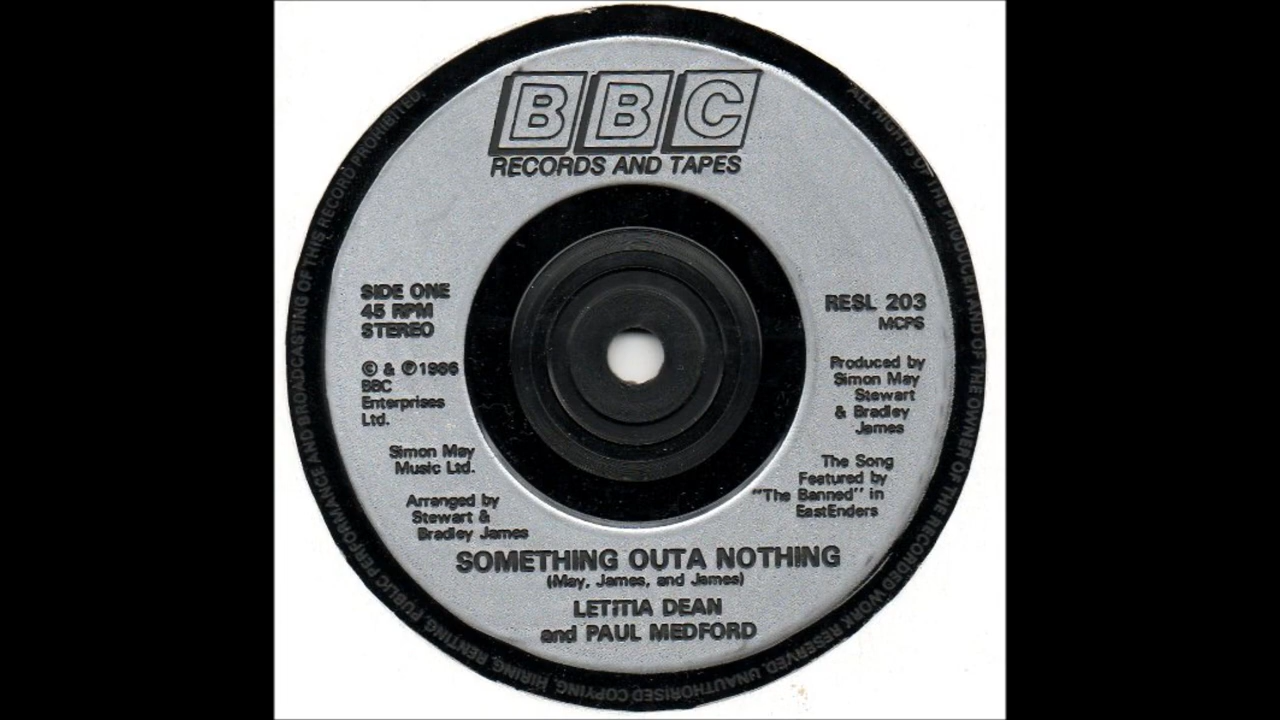 BBC
RECORDS AND TAPES
SIDE ONE
45 RPM
STEREO
© & ℗ 1986
BBC
Enterprises
Ltd.
Simon May
Music Ltd.
Arranged by
Stewart &
Bradley James
RESL 203
MCPS
Produced by
Simon May
Stewart
& Bradley
James
The Song
Featured by
"The Banned" in
EastEnders
SOMETHING OUTA NOTHING
(May, James, and James)
LETITIA DEAN
and PAUL MEDFORD
ALL RIGHTS OF THE PRODUCER AND OF THE OWNER OF THE RECORDED WORK RESERVED. UNAUTHORISED COPYING, HIRING, RENTING, PUBLIC PERFORMANCE AND BROADCASTING OF THIS RECORD PROHIBITED.